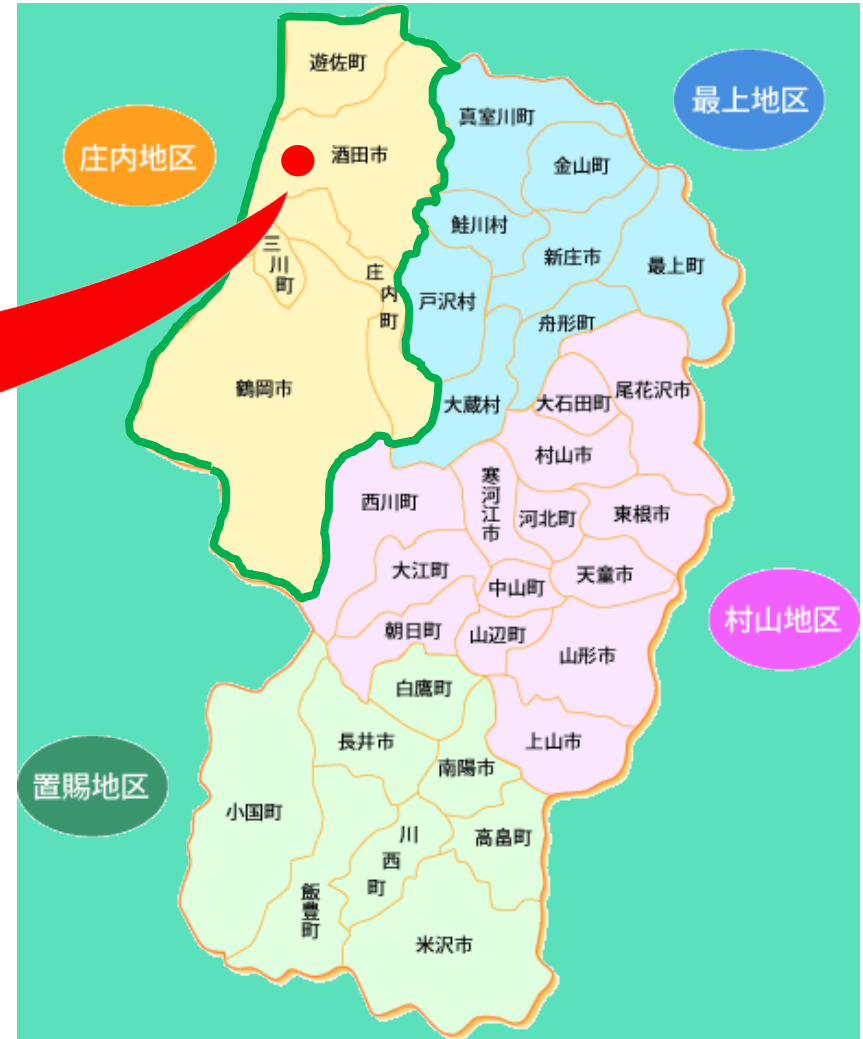 遊佐町
最上地区
真室川町
庄内地区
酒田市
金山町
鮭川村
三川町
新庄市
最上町
庄内町
戸沢村
舟形町
鶴岡市
尾花沢市
大蔵村
大石田町
村山市
寒河江市
西川町
河北町
東根市
大江町
中山町
天童市
村山地区
朝日町
山辺町
山形市
白鷹町
長井市
上山市
南陽市
置賜地区
小国町
川西町
高畠町
飯豊町
米沢市